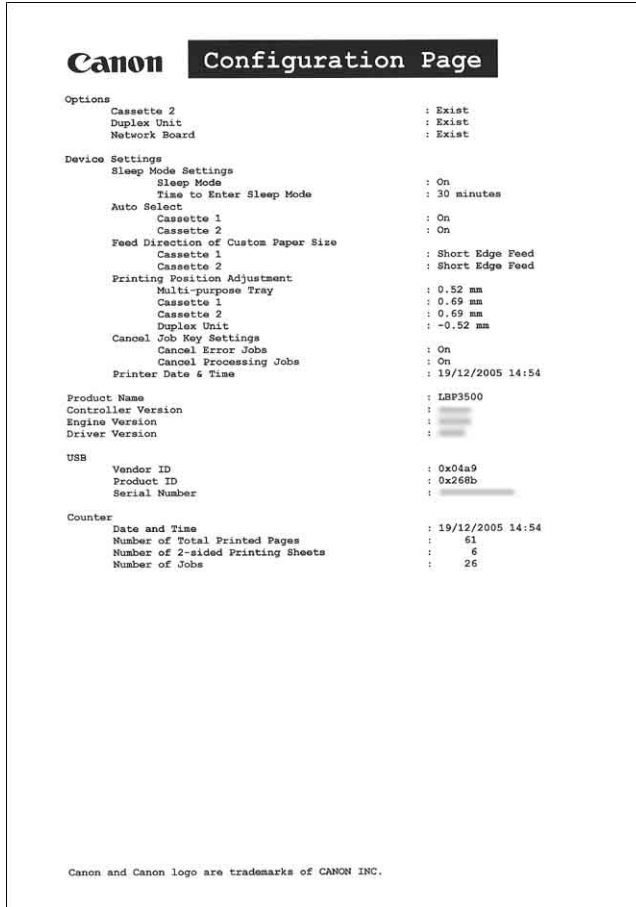 Canon Configuration Page
Options
Cassette 2 : Exist
Duplex Unit : Exist
Network Board : Exist
Device Settings
Sleep Mode Settings
Sleep Mode : On
Time to Enter Sleep Mode : 30 minutes
Auto Select
Cassette 1 : On
Cassette 2 : On
Feed Direction of Custom Paper Size
Cassette 1 : Short Edge Feed
Cassette 2 : Short Edge Feed
Printing Position Adjustment
Multi-purpose Tray : 0.52 mm
Cassette 1 : 0.69 mm
Cassette 2 : 0.69 mm
Duplex Unit : -0.52 mm
Cancel Job Key Settings
Cancel Error Jobs : On
Cancel Processing Jobs : On
Printer Date & Time : 19/12/2005 14:54
Product Name : LBP3500
Controller Version :
Engine Version :
Driver Version :
USB
Vendor ID : 0x04a9
Product ID : 0x268b
Serial Number :
Counter
Date and Time : 19/12/2005 14:54
Number of Total Printed Pages : 61
Number of 2-sided Printing Sheets : 6
Number of Jobs : 26
Canon and Canon logo are trademarks of CANON INC.